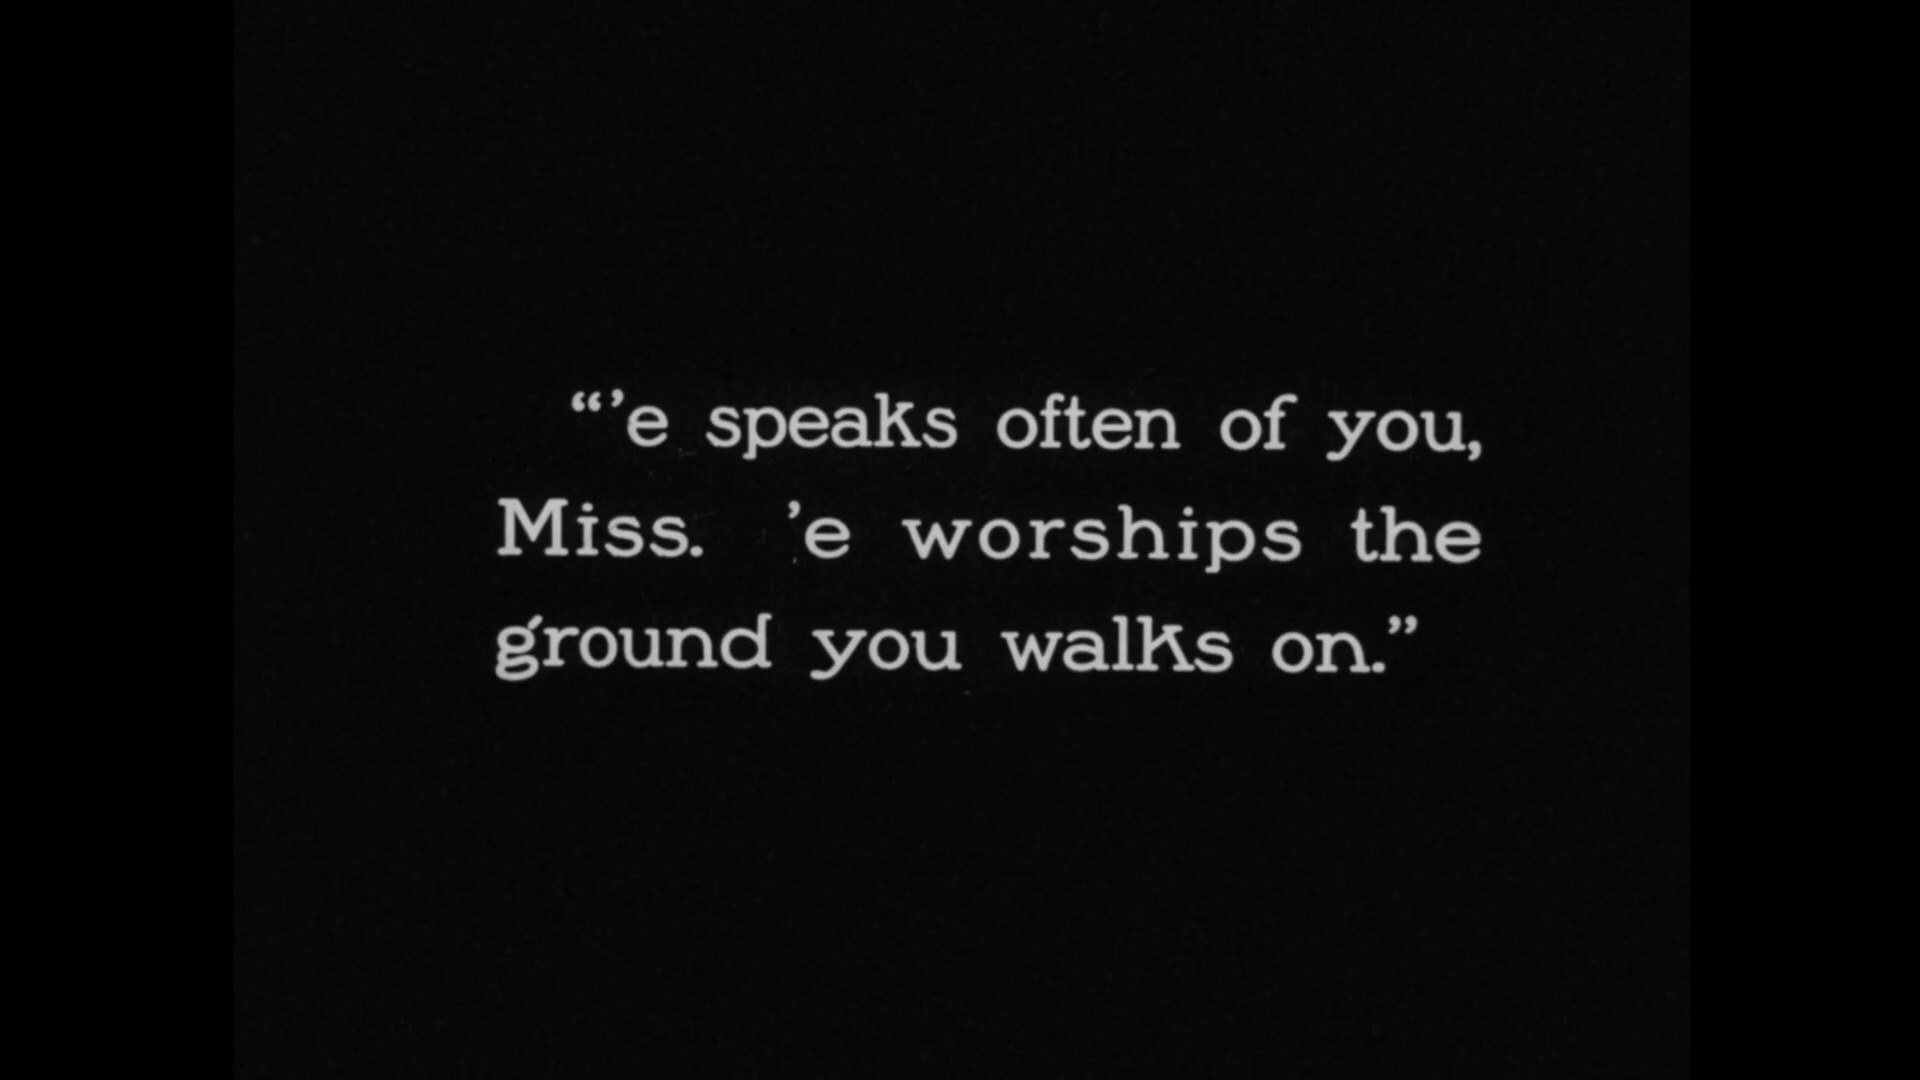 “’e speaks often of you,
Miss. ’e worships the
ground you walks on.”